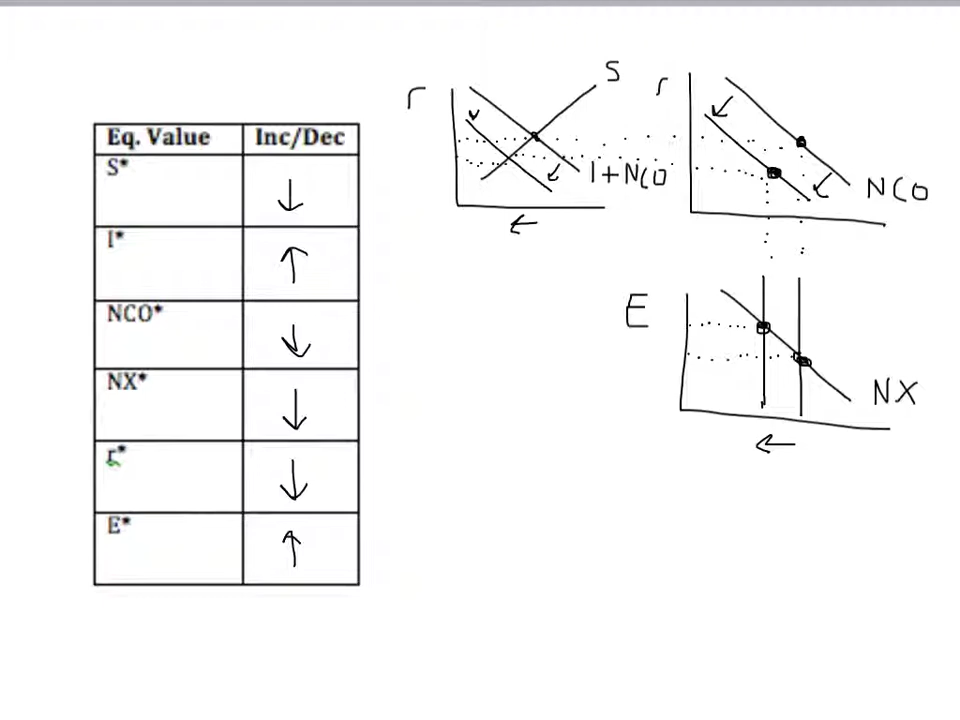 Eq. Value Inc/Dec
S* ↓
I* ↑
NCO* ↓
NX* ↓
r* ↓
E* ↑
r
S
I+NCO
r
NCO
E
NX